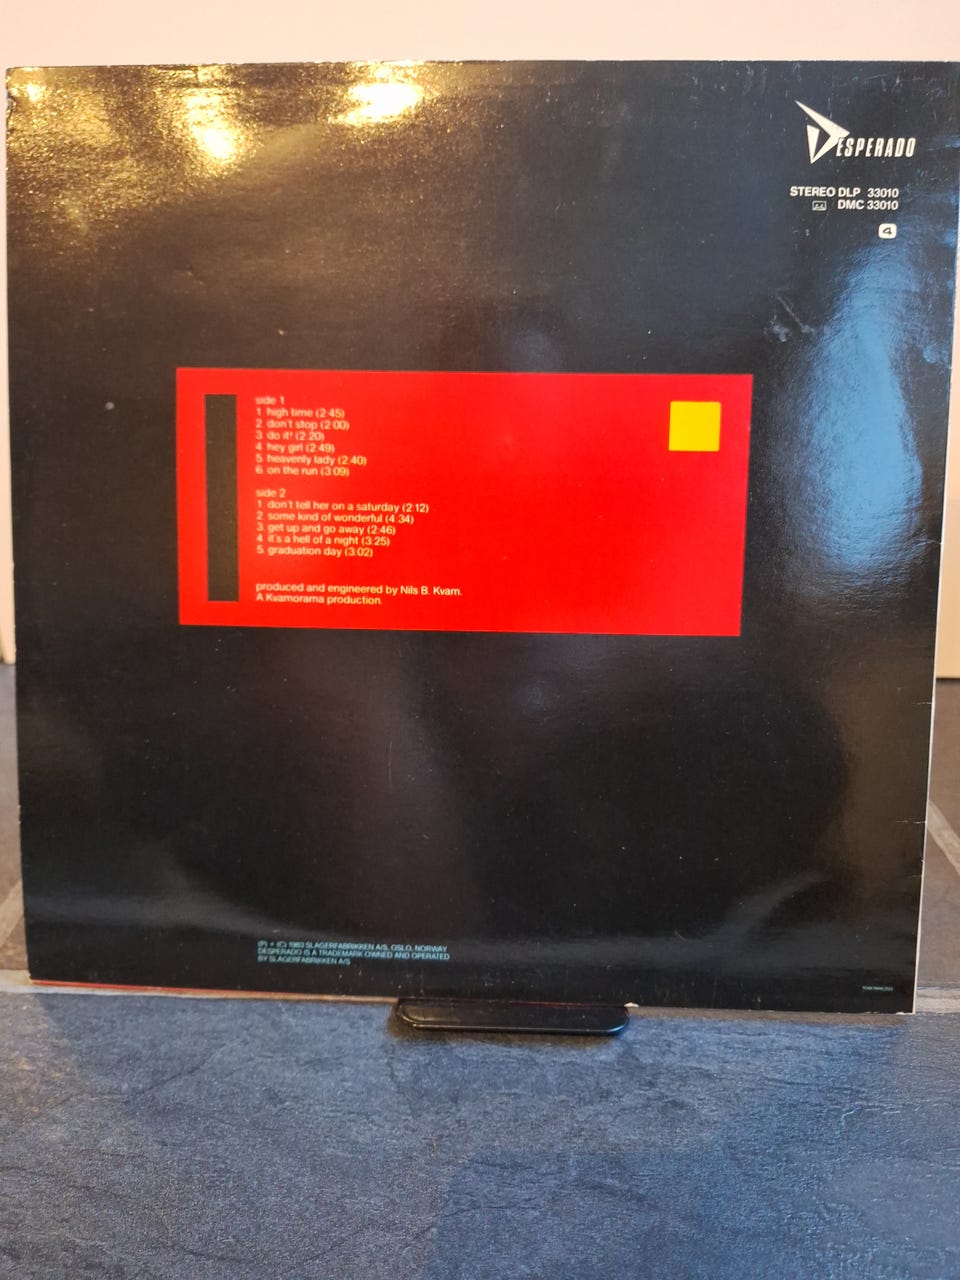 DESPERADO
STEREO DLP 33010
DMC 33010
4
side 1
1. high time (2:45)
2. don't stop (2:00)
3. do it! (2:20)
4. hey girl (2:49)
5. heavenly lady (2:40)
6. on the run (3:09)
side 2
1. don't tell her on a saturday (2:12)
2. some kind of wonderful (4:34)
3. get up and go away (2:46)
4. it's a hell of a night (3:25)
5. graduation day (3:02)
produced and engineered by Nils B. Kvam.
A Kvamorama production.
(P) + (C) 1983 SLAGERFABRIKKEN A/S, OSLO, NORWAY
DESPERADO IS A TRADEMARK OWNED AND OPERATED
BY SLAGERFABRIKKEN A/S